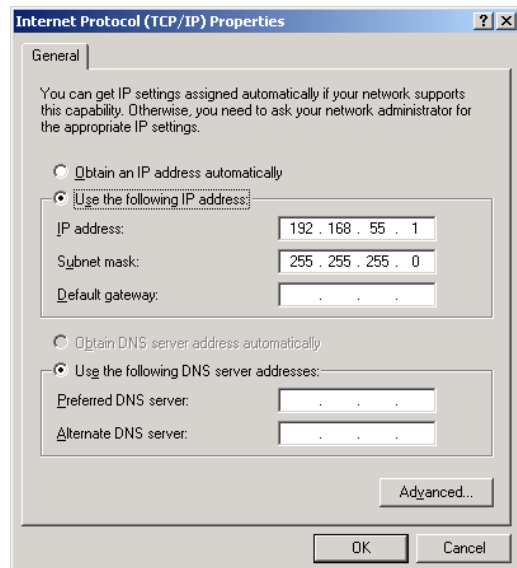 Internet Protocol (TCP/IP) Properties
General
You can get IP settings assigned automatically if your network supports
this capability. Otherwise, you need to ask your network administrator for
the appropriate IP settings.
Obtain an IP address automatically
Use the following IP address:
IP address: 192 . 168 . 55 . 1
Subnet mask: 255 . 255 . 255 . 0
Default gateway: . . .
Obtain DNS server address automatically
Use the following DNS server addresses:
Preferred DNS server: . . .
Alternate DNS server: . . .
Advanced...
OK Cancel